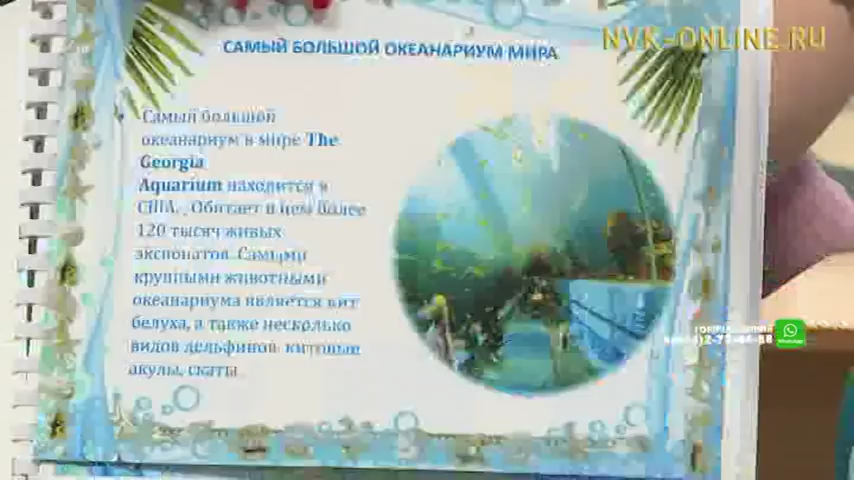 NVK-ONLINE.RU
САМЫЙ БОЛЬШОЙ ОКЕАНАРИУМ МИРА
Самый большой
океанариум в мире The
Georgia
Aquarium находится в
США. . Обитает в нем более
120 тысяч живых
экспонатов. Самыми
крупными животными
океанариума является кит
белуха, а также несколько
видов дельфинов, китовые
акулы, скаты.
WhatsApp